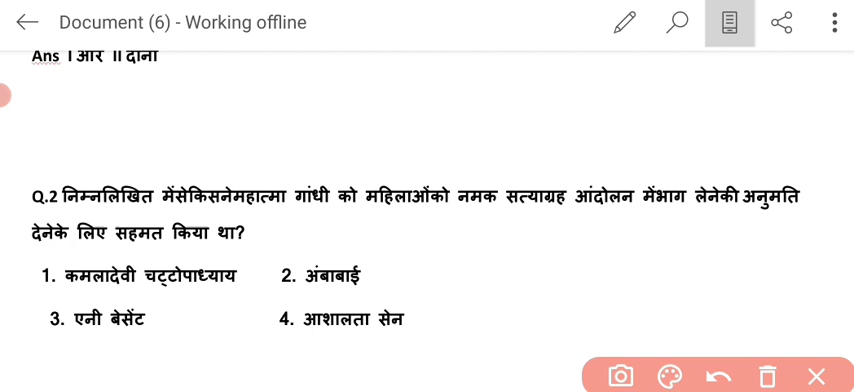 Document (6) - Working offline
Ans I और II दोनों
Q.2 निम्नलिखित मेंसेकिसनेमहात्मा गांधी को महिलाओंको नमक सत्याग्रह आंदोलन मेंभाग लेनेकी अनुमति
देनेके लिए सहमत किया था?
1. कमलादेवी चट्टोपाध्याय 2. अंबाबाई
3. एनी बेसेंट 4. आशालता सेन